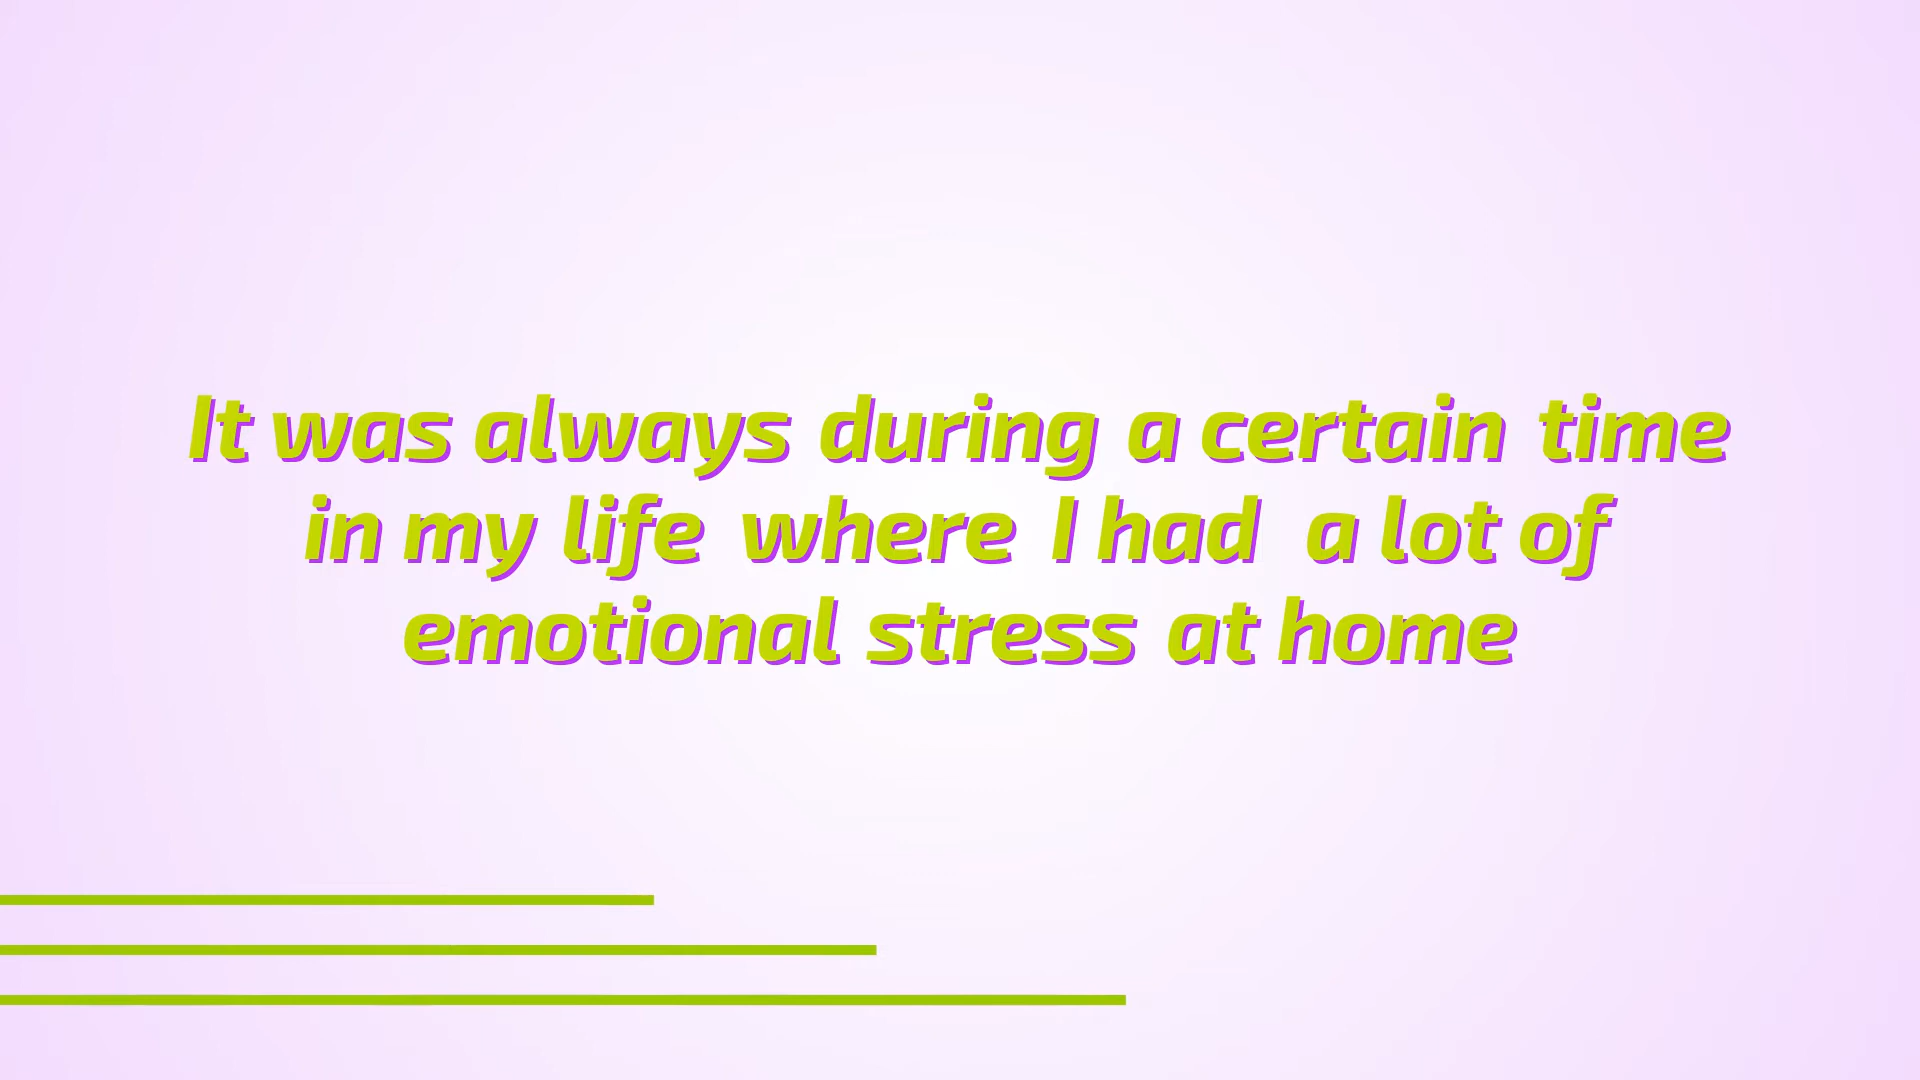 It was always during a certain time
in my life where I had a lot of
emotional stress at home